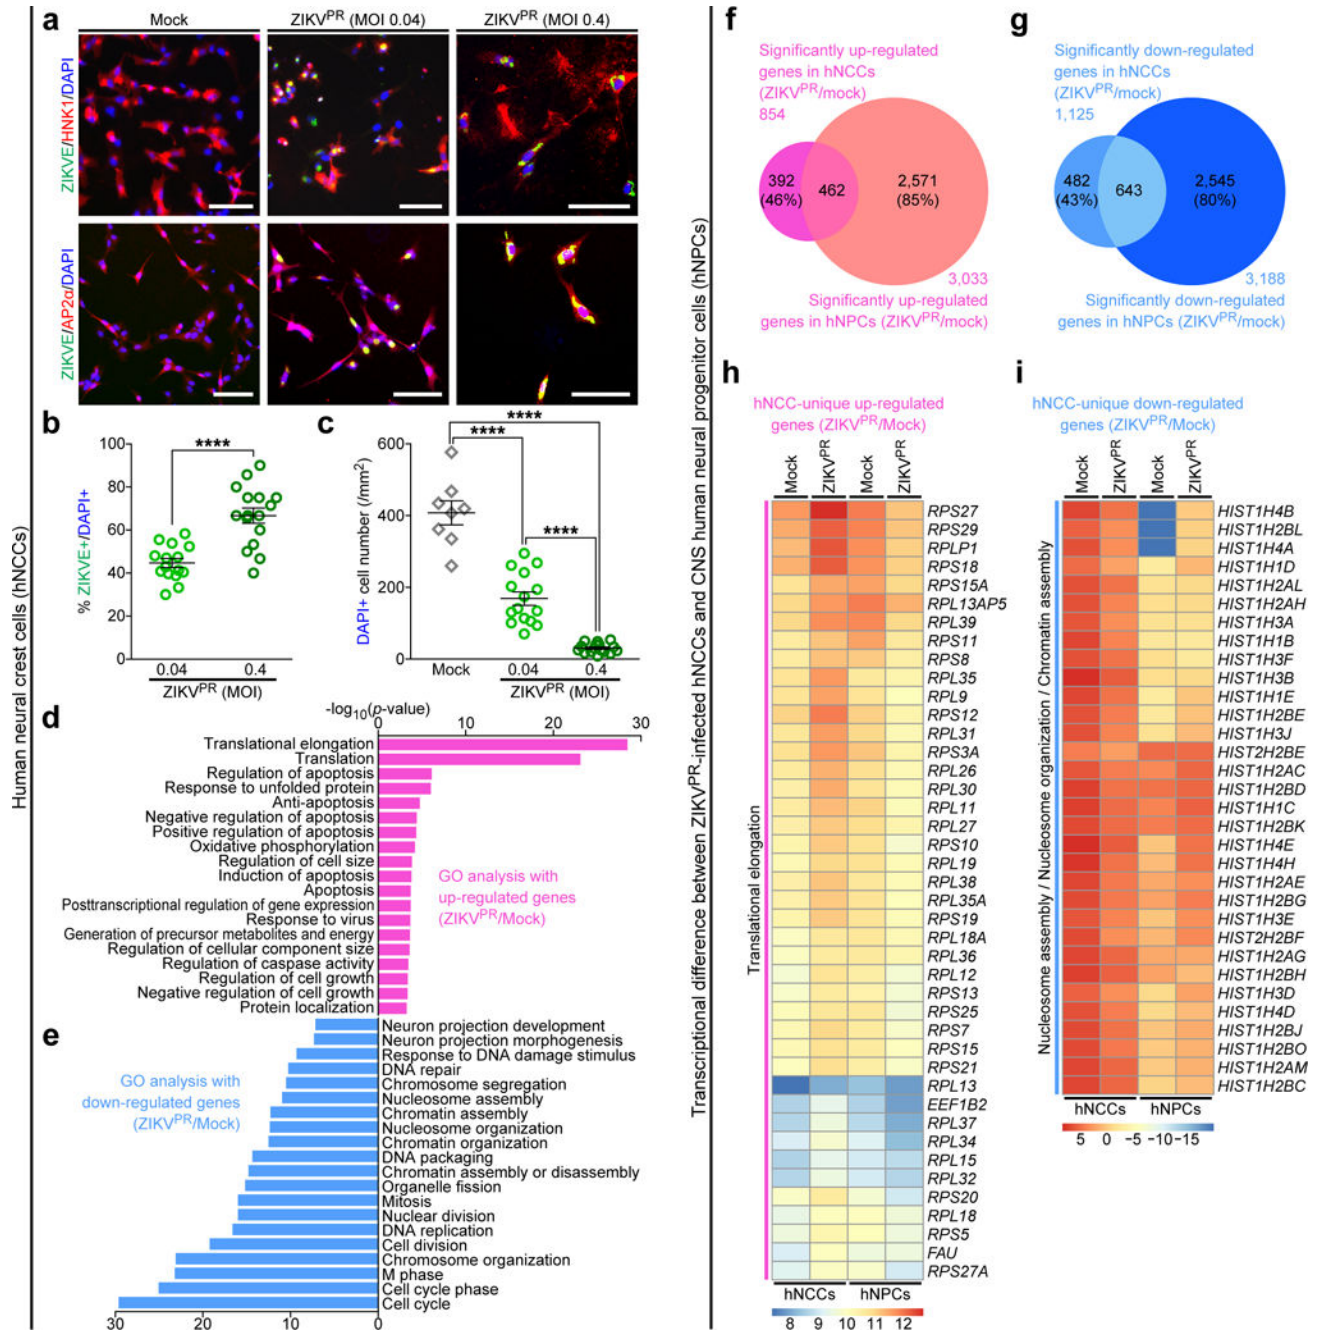 Human neural crest cells (hNCCs)
a
Mock
ZIKVPR (MOI 0.04)
ZIKVPR (MOI 0.4)
ZIKVE/HNK1/DAPI
ZIKVE/AP2α/DAPI
b
% ZIKVE+/DAPI+
100
80
60
40
20
0
****
0.04
0.4
ZIKVPR (MOI)
c
DAPI+ cell number (/mm2)
600
400
200
0
****
****
****
Mock
0.04
0.4
ZIKVPR (MOI)
d
-log10(p-value)
0
10
20
30
Translational elongation
Translation
Regulation of apoptosis
Response to unfolded protein
Anti-apoptosis
Negative regulation of apoptosis
Positive regulation of apoptosis
Oxidative phosphorylation
Regulation of cell size
Induction of apoptosis
Apoptosis
Posttranscriptional regulation of gene expression
Response to virus
Generation of precursor metabolites and energy
Regulation of cellular component size
Regulation of caspase activity
Regulation of cell growth
Negative regulation of cell growth
Protein localization
GO analysis with
up-regulated genes
(ZIKVPR/Mock)
e
GO analysis with
down-regulated genes
(ZIKVPR/Mock)
Neuron projection development
Neuron projection morphogenesis
Response to DNA damage stimulus
DNA repair
Chromosome segregation
Nucleosome assembly
Chromatin assembly
Nucleosome organization
Chromatin organization
DNA packaging
Chromatin assembly or disassembly
Organelle fission
Mitosis
Nuclear division
DNA replication
Cell division
Chromosome organization
M phase
Cell cycle phase
Cell cycle
30
20
10
0
Transcriptional difference between ZIKVPR-infected hNCCs and CNS human neural progenitor cells (hNPCs)
f
Significantly up-regulated
genes in hNCCs
(ZIKVPR/mock)
854
392
(46%)
462
2,571
(85%)
3,033
Significantly up-regulated
genes in hNPCs (ZIKVPR/mock)
g
Significantly down-regulated
genes in hNCCs
(ZIKVPR/mock)
1,125
482
(43%)
643
2,545
(80%)
3,188
Significantly down-regulated
genes in hNPCs (ZIKVPR/mock)
h
hNCC-unique up-regulated
genes (ZIKVPR/Mock)
Mock
ZIKVPR
Mock
ZIKVPR
Translational elongation
RPS27
RPS29
RPLP1
RPS18
RPS15A
RPL13AP5
RPL39
RPS11
RPS8
RPL35
RPL9
RPS12
RPL31
RPS3A
RPL26
RPL30
RPL11
RPL27
RPS10
RPL19
RPL38
RPL35A
RPS19
RPL18A
RPL36
RPL12
RPS13
RPS25
RPS7
RPS15
RPS21
RPL13
EEF1B2
RPL37
RPL34
RPL15
RPL32
RPS20
RPL18
RPS5
FAU
RPS27A
hNCCs
hNPCs
8 9 10 11 12
i
hNCC-unique down-regulated
genes (ZIKVPR/Mock)
Mock
ZIKVPR
Mock
ZIKVPR
Nucleosome assembly / Nucleosome organization / Chromatin assembly
HIST1H4B
HIST1H2BL
HIST1H4A
HIST1H1D
HIST1H2AL
HIST1H2AH
HIST1H3A
HIST1H1B
HIST1H3F
HIST1H3B
HIST1H1E
HIST1H2BE
HIST1H3J
HIST2H2BE
HIST1H2AC
HIST1H2BD
HIST1H1C
HIST1H2BK
HIST1H4E
HIST1H4H
HIST1H2AE
HIST1H2BG
HIST1H3E
HIST2H2BF
HIST1H2AG
HIST1H2BH
HIST1H3D
HIST1H4D
HIST1H2BJ
HIST1H2BO
HIST1H2AM
HIST1H2BC
hNCCs
hNPCs
5 0 -5 -10 -15